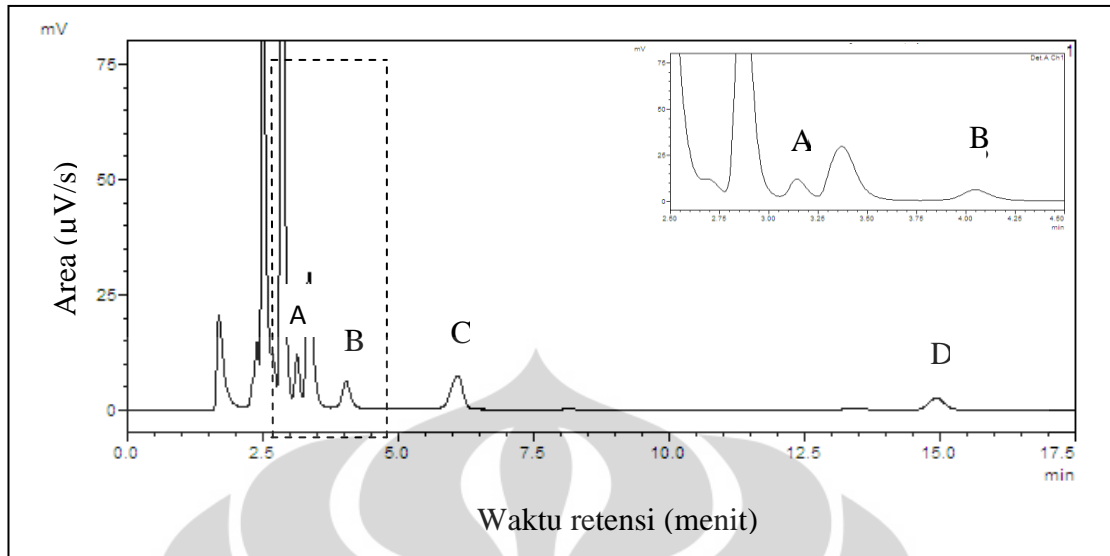 mV
Area (µV/s)
75
50
25
0
A
B
C
D
0.0 2.5 5.0 7.5 10.0 12.5 15.0 17.5
min
Waktu retensi (menit)
mV
Det.A Ch1
1
75
50
25
0
A
B
2.50 2.75 3.00 3.25 3.50 3.75 4.00 4.25 4.50
min